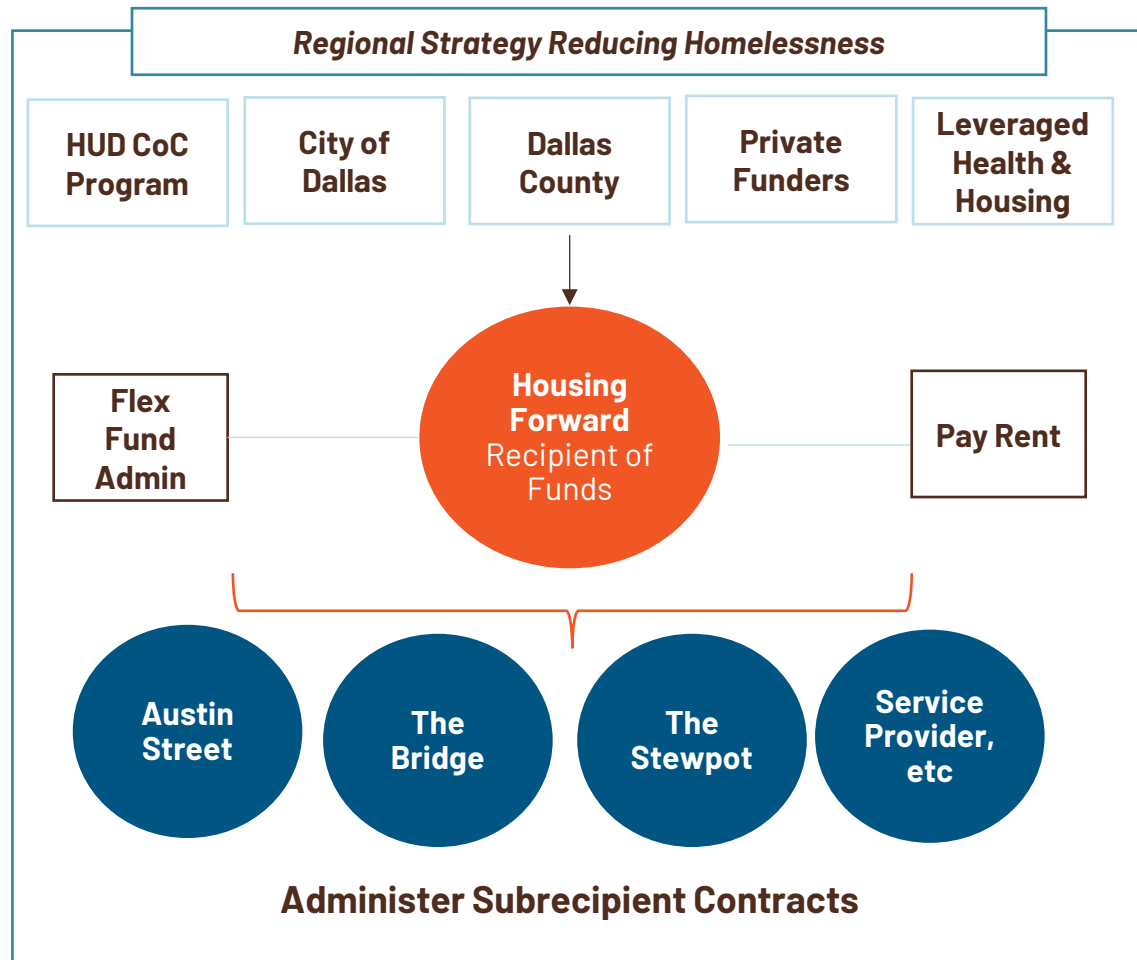 Regional Strategy Reducing Homelessness
HUD CoC
Program
City of
Dallas
Dallas
County
Private
Funders
Leveraged
Health &
Housing
Flex
Fund
Admin
Housing
Forward
Recipient of
Funds
Pay Rent
Austin
Street
The
Bridge
The
Stewpot
Service
Provider,
etc
Administer Subrecipient Contracts